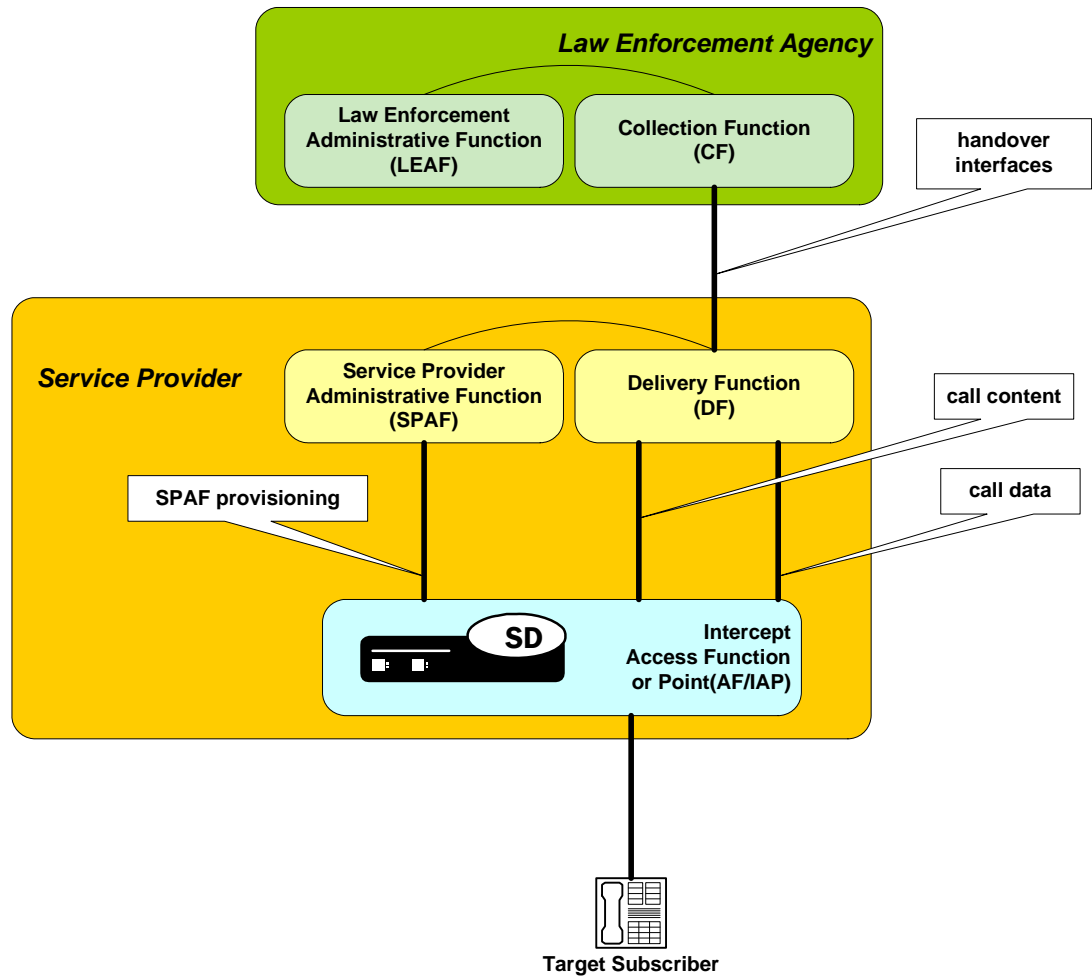 Law Enforcement Agency
Law Enforcement
Administrative Function
(LEAF)
Collection Function
(CF)
handover
interfaces
Service Provider
Service Provider
Administrative Function
(SPAF)
Delivery Function
(DF)
call content
SPAF provisioning
call data
SD
Intercept
Access Function
or Point(AF/IAP)
Target Subscriber